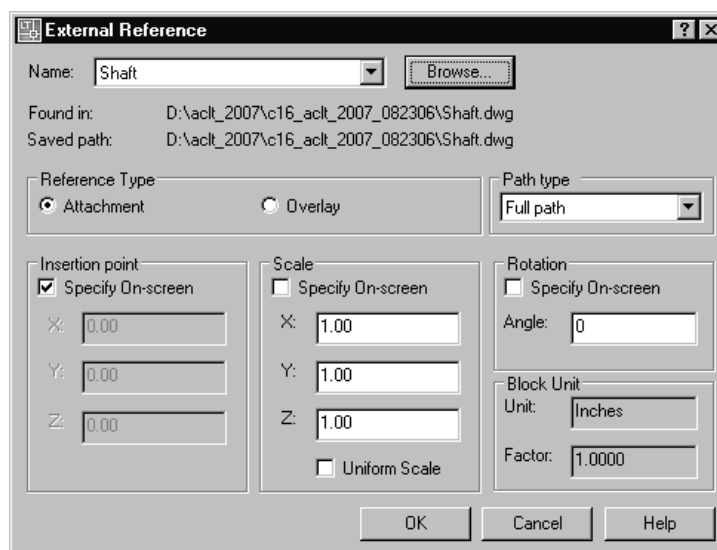 External Reference
Name: Shaft Browse...
Found in: D:\aclt_2007\c16_aclt_2007_082306\Shaft.dwg
Saved path: D:\aclt_2007\c16_aclt_2007_082306\Shaft.dwg
Reference Type
Attachment Overlay
Path type
Full path
Insertion point
Specify On-screen
X: 0.00
Y: 0.00
Z: 0.00
Scale
Specify On-screen
X: 1.00
Y: 1.00
Z: 1.00
Uniform Scale
Rotation
Specify On-screen
Angle: 0
Block Unit
Unit: Inches
Factor: 1.0000
OK Cancel Help